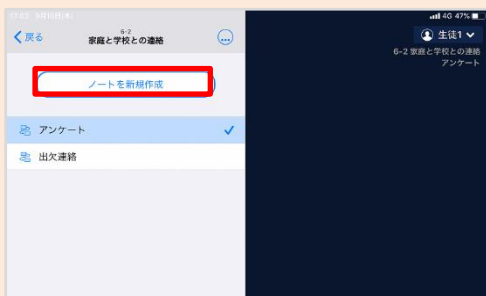 4G 47%
戻る
6-2
家庭と学校との連絡
生徒1
6-2 家庭と学校との連絡
アンケート
ノートを新規作成
アンケート
出欠連絡